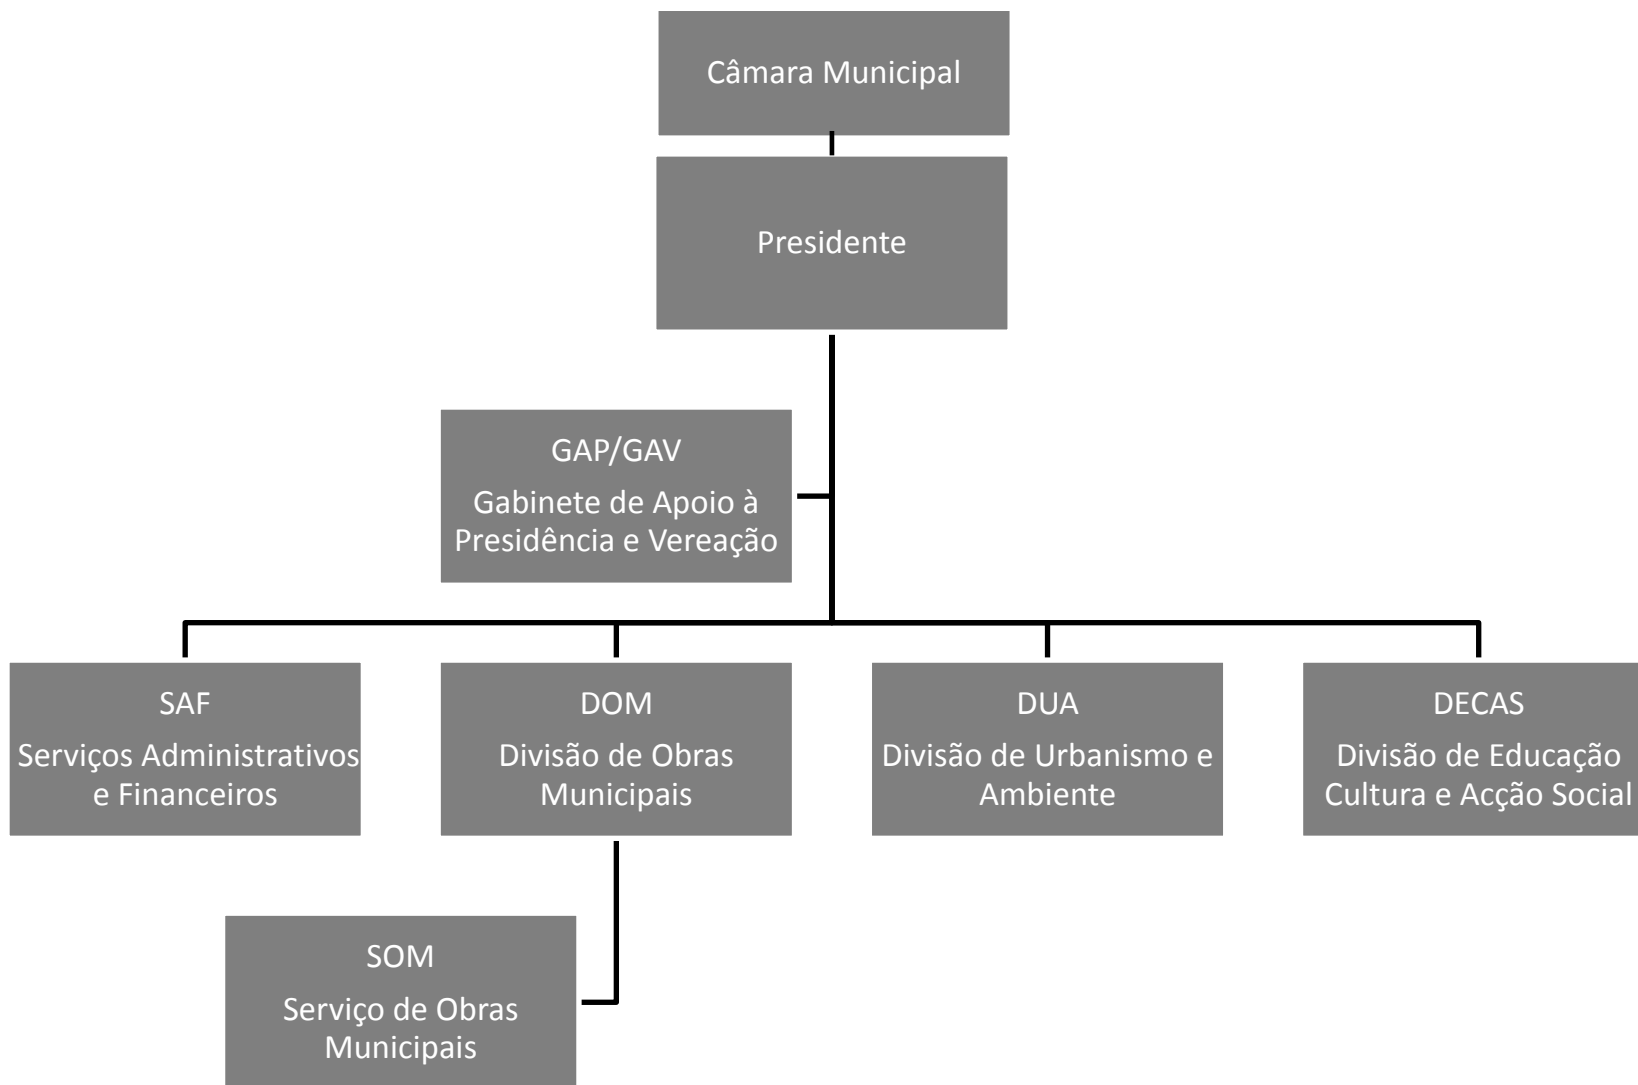 Câmara Municipal
Presidente
GAP/GAV
Gabinete de Apoio à
Presidência e Vereação
SAF
Serviços Administrativos
e Financeiros
DOM
Divisão de Obras
Municipais
DUA
Divisão de Urbanismo e
Ambiente
DECAS
Divisão de Educação
Cultura e Acção Social
SOM
Serviço de Obras
Municipais